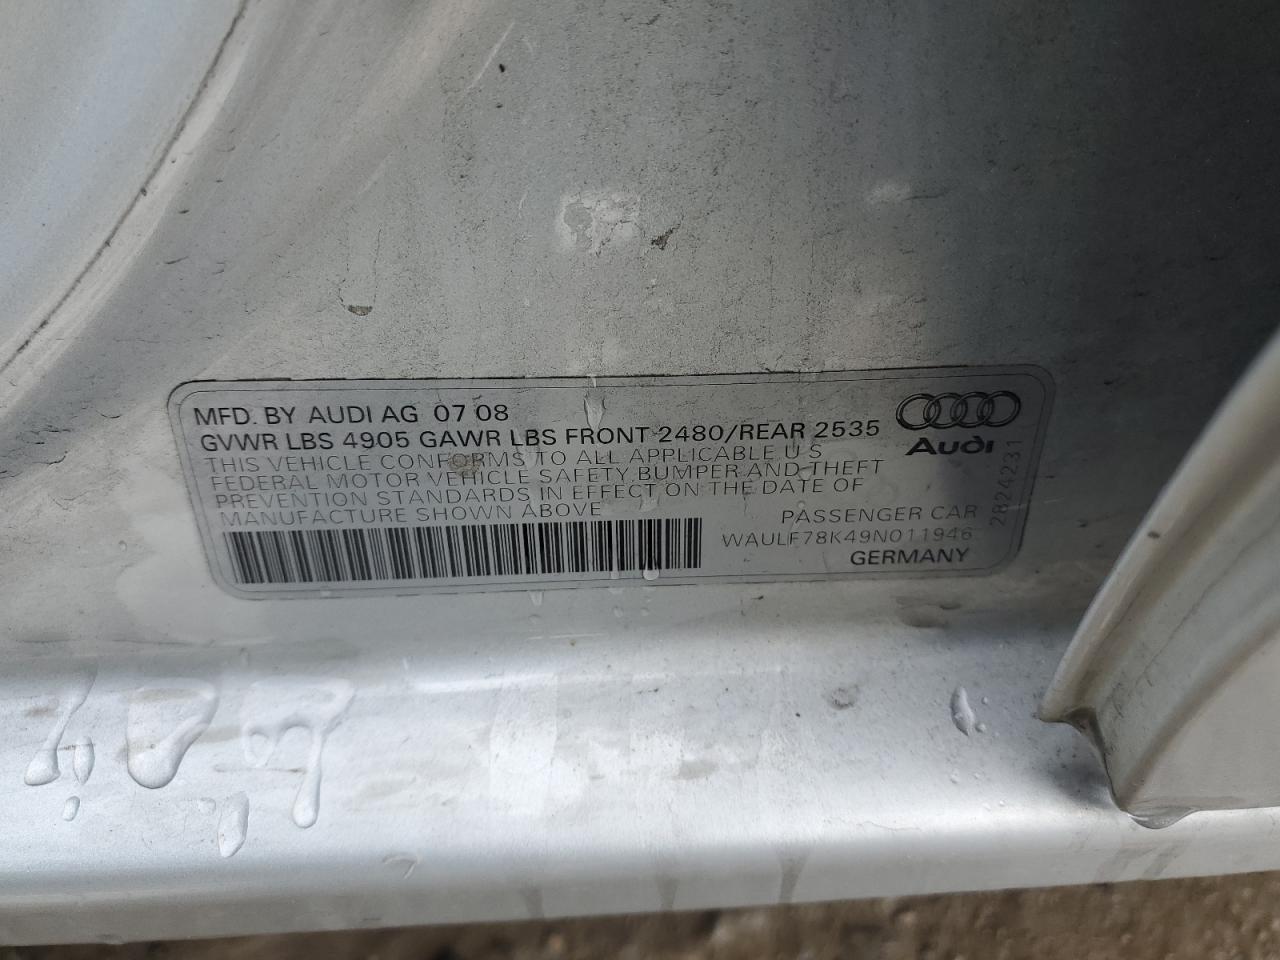 MFD. BY AUDI AG 07 08
GVWR LBS 4905 GAWR LBS FRONT 2480/REAR 2535
THIS VEHICLE CONFORMS TO ALL APPLICABLE U S
FEDERAL MOTOR VEHICLE SAFETY, BUMPER AND THEFT
PREVENTION STANDARDS IN EFFECT ON THE DATE OF
MANUFACTURE SHOWN ABOVE
PASSENGER CAR
WAULF78K49N011946
GERMANY
Audi
2824231